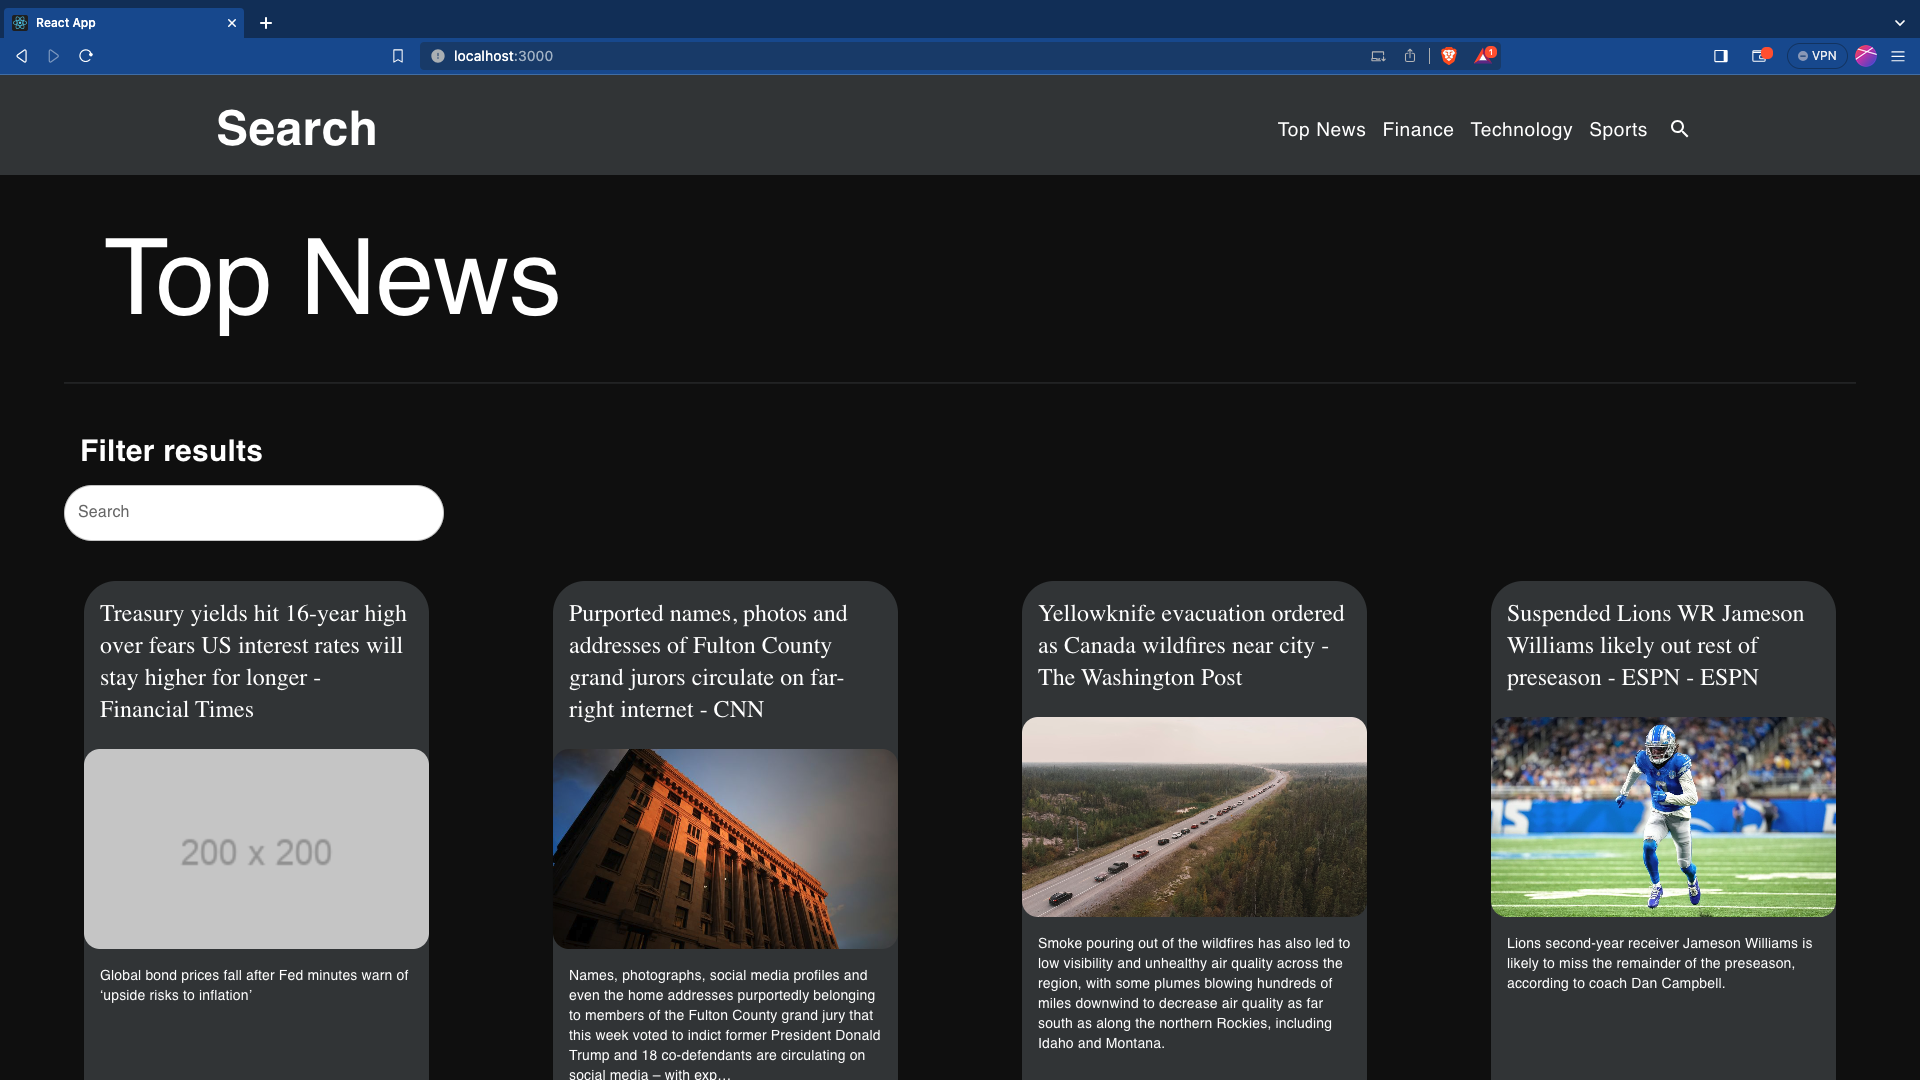 React App
localhost:3000
1
VPN
Search
Top News Finance Technology Sports
Top News
Filter results
Search
Treasury yields hit 16-year high
over fears US interest rates will
stay higher for longer -
Financial Times
200 x 200
Global bond prices fall after Fed minutes warn of
‘upside risks to inflation’
Purported names, photos and
addresses of Fulton County
grand jurors circulate on far-
right internet - CNN
Names, photographs, social media profiles and
even the home addresses purportedly belonging
to members of the Fulton County grand jury that
this week voted to indict former President Donald
Trump and 18 co-defendants are circulating on
social media – with exp…
Yellowknife evacuation ordered
as Canada wildfires near city -
The Washington Post
Smoke pouring out of the wildfires has also led to
low visibility and unhealthy air quality across the
region, with some plumes blowing hundreds of
miles downwind to decrease air quality as far
south as along the northern Rockies, including
Idaho and Montana.
Suspended Lions WR Jameson
Williams likely out rest of
preseason - ESPN - ESPN
Lions second-year receiver Jameson Williams is
likely to miss the remainder of the preseason,
according to coach Dan Campbell.